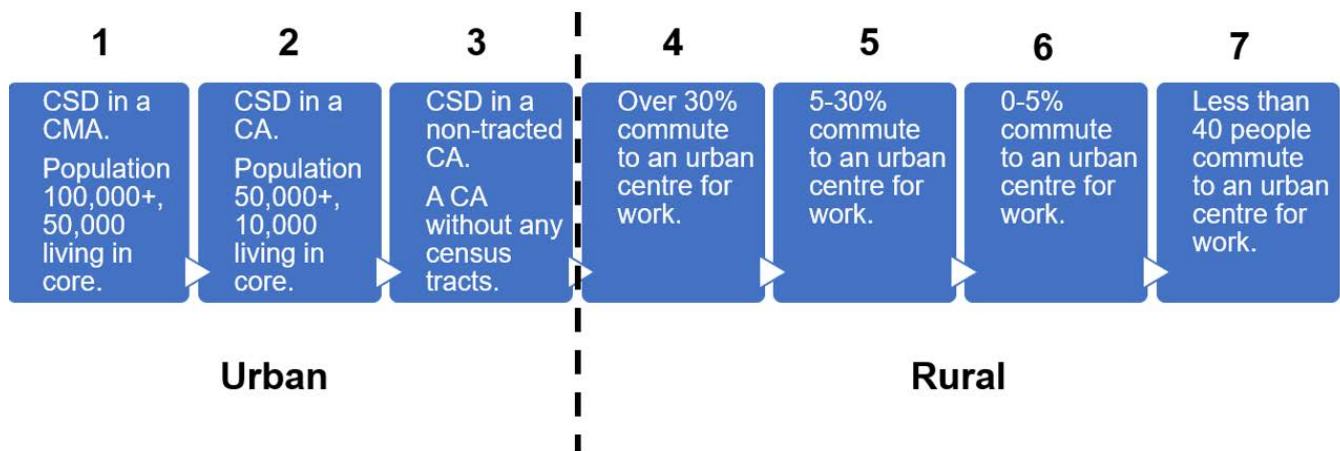 1
2
3
4
5
6
7
CSD in a
CMA.
Population
100,000+,
50,000
living in
core.
CSD in a
CA.
Population
50,000+,
10,000
living in
core.
CSD in a
non-tracted
CA.
A CA
without any
census
tracts.
Over 30%
commute
to an urban
centre for
work.
5-30%
commute
to an urban
centre for
work.
0-5%
commute
to an urban
centre for
work.
Less than
40 people
commute
to an urban
centre for
work.
Urban
Rural